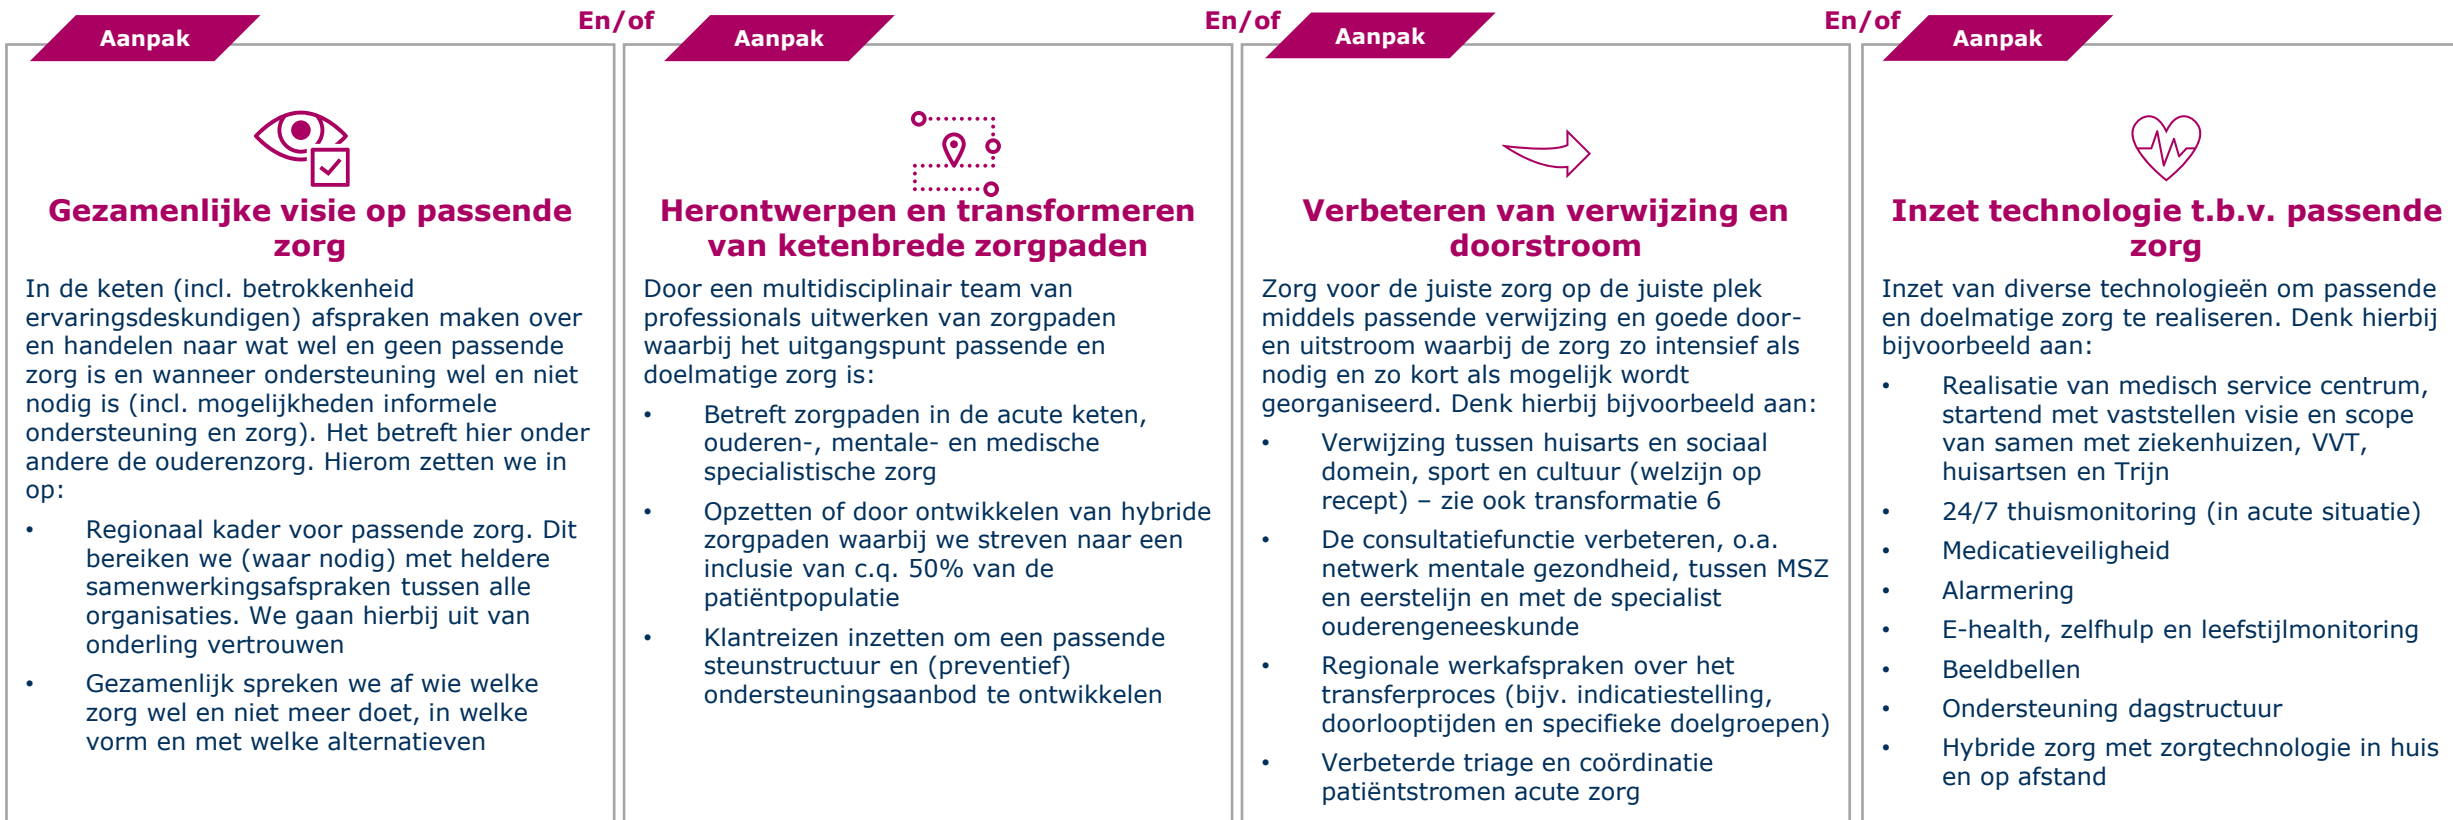 Aanpak
Gezamenlijke visie op passende
zorg
In de keten (incl. betrokkenheid
ervaringsdeskundigen) afspraken maken over
en handelen naar wat wel en geen passende
zorg is en wanneer ondersteuning wel en niet
nodig is (incl. mogelijkheden informele
ondersteuning en zorg). Het betreft hier onder
andere de ouderenzorg. Hierom zetten we in
op:
• Regionaal kader voor passende zorg. Dit
bereiken we (waar nodig) met heldere
samenwerkingsafspraken tussen alle
organisaties. We gaan hierbij uit van
onderling vertrouwen
• Gezamenlijk spreken we af wie welke
zorg wel en niet meer doet, in welke
vorm en met welke alternatieven
En/of
Aanpak
Herontwerpen en transformeren
van ketenbrede zorgpaden
Door een multidisciplinair team van
professionals uitwerken van zorgpaden
waarbij het uitgangspunt passende en
doelmatige zorg is:
• Betreft zorgpaden in de acute keten,
ouderen-, mentale- en medische
specialistische zorg
• Opzetten of door ontwikkelen van hybride
zorgpaden waarbij we streven naar een
inclusie van c.q. 50% van de
patiëntpopulatie
• Klantreizen inzetten om een passende
steunstructuur en (preventief)
ondersteuningsaanbod te ontwikkelen
En/of
Aanpak
Verbeteren van verwijzing en
doorstroom
Zorg voor de juiste zorg op de juiste plek
middels passende verwijzing en goede door-
en uitstroom waarbij de zorg zo intensief als
nodig en zo kort als mogelijk wordt
georganiseerd. Denk hierbij bijvoorbeeld aan:
• Verwijzing tussen huisarts en sociaal
domein, sport en cultuur (welzijn op
recept) – zie ook transformatie 6
• De consultatiefunctie verbeteren, o.a.
netwerk mentale gezondheid, tussen MSZ
en eerstelijn en met de specialist
ouderengeneeskunde
• Regionale werkafspraken over het
transferproces (bijv. indicatiestelling,
doorlooptijden en specifieke doelgroepen)
• Verbeterde triage en coördinatie
patiëntstromen acute zorg
En/of
Aanpak
Inzet technologie t.b.v. passende
zorg
Inzet van diverse technologieën om passende
en doelmatige zorg te realiseren. Denk hierbij
bijvoorbeeld aan:
• Realisatie van medisch service centrum,
startend met vaststellen visie en scope
van samen met ziekenhuizen, VVT,
huisartsen en Trijn
• 24/7 thuismonitoring (in acute situatie)
• Medicatieveiligheid
• Alarmering
• E-health, zelfhulp en leefstijlmonitoring
• Beeldbellen
• Ondersteuning dagstructuur
• Hybride zorg met zorgtechnologie in huis
en op afstand